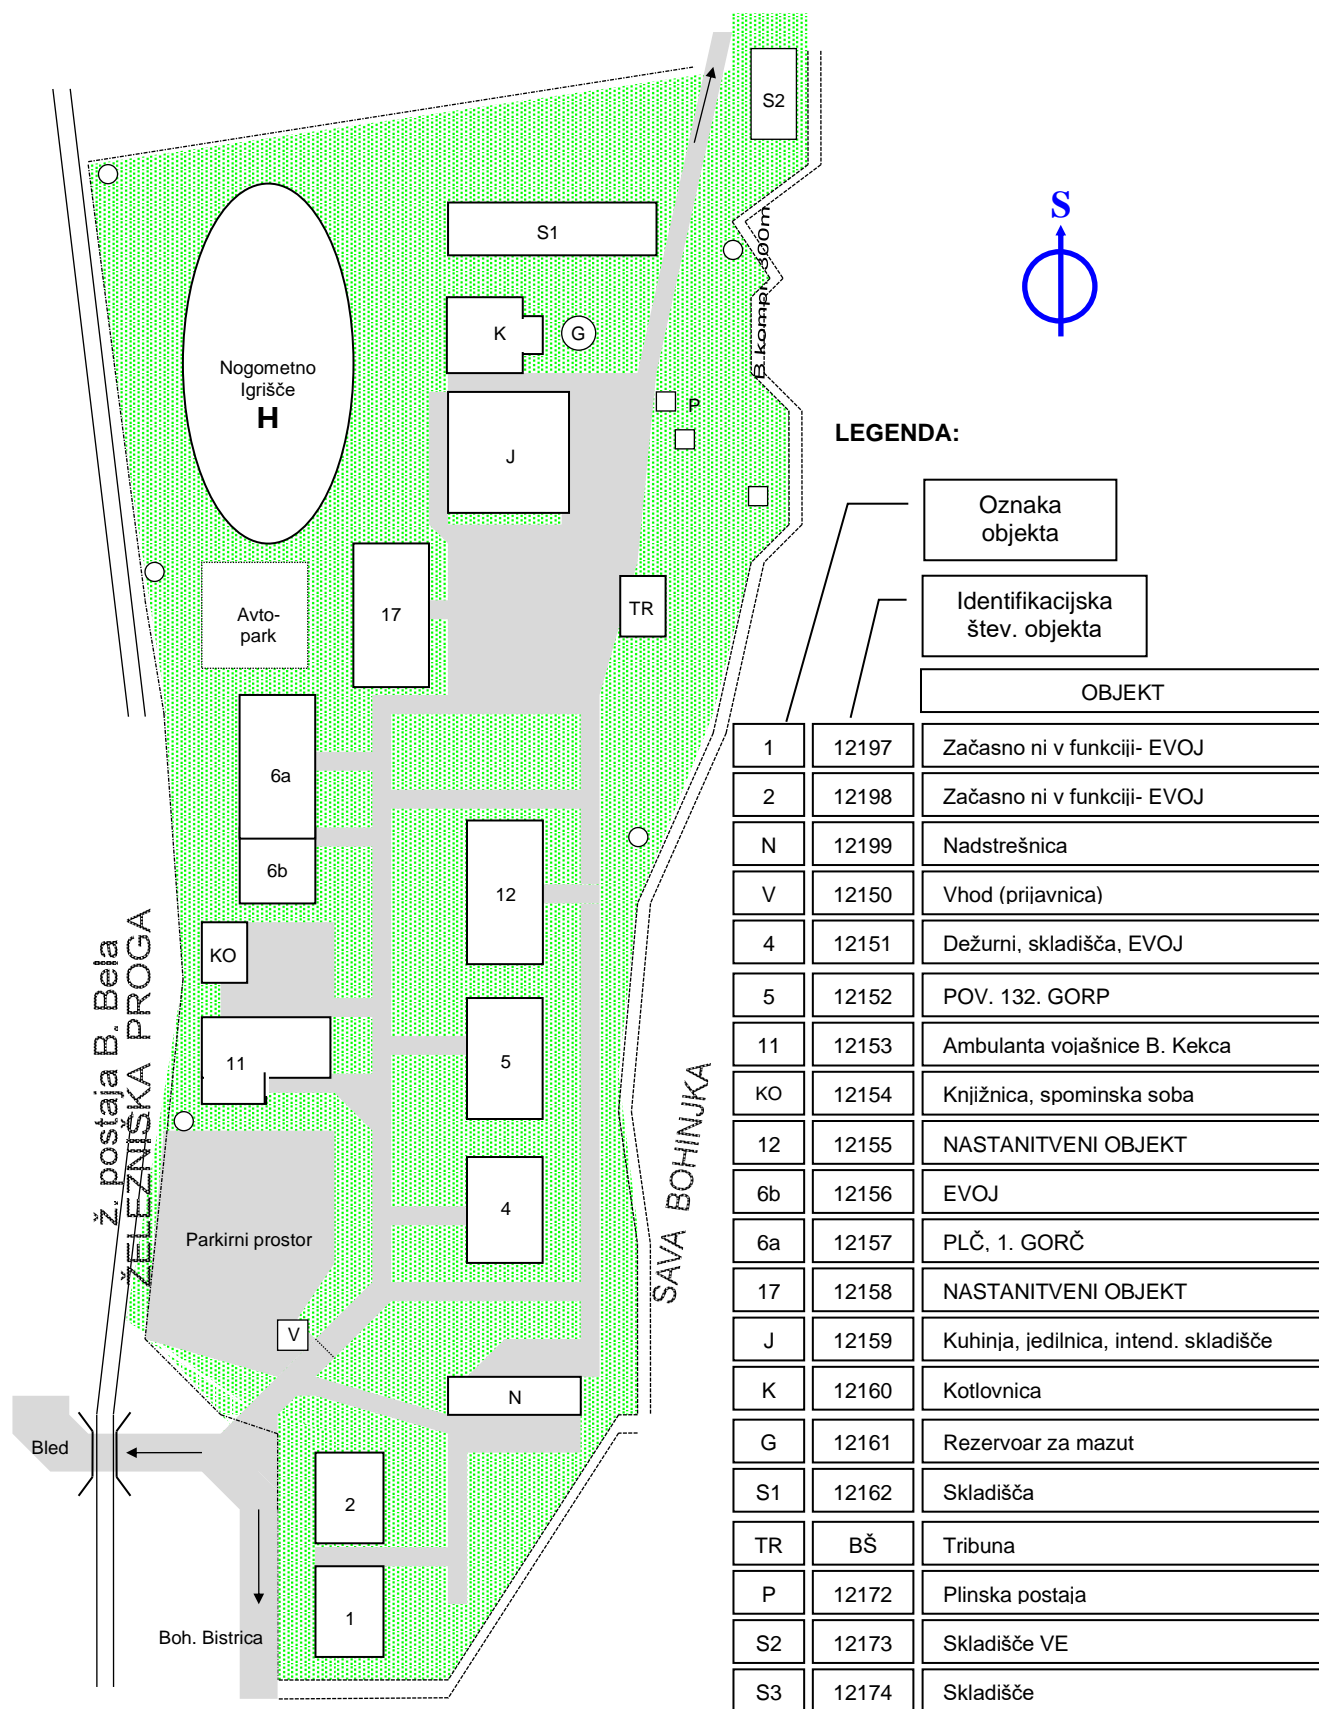 S2
S
S1
B.kompr. 300m
K
G
Nogometno
Igrišče
H
P
J
LEGENDA:
Oznaka
objekta
Avto-
park
17
TR
Identifikacijska
štev. objekta
OBJEKT
6a
6b
12
KO
11
5
4
ž. postaja B. Bela
ŽELEZNIŠKA PROGA
SAVA BOHINJKA
Parkirni prostor
V
N
Bled
2
1
Boh. Bistrica
1 12197 Začasno ni v funkciji- EVOJ
2 12198 Začasno ni v funkciji- EVOJ
N 12199 Nadstrešnica
V 12150 Vhod (prijavnica)
4 12151 Dežurni, skladišča, EVOJ
5 12152 POV. 132. GORP
11 12153 Ambulanta vojašnice B. Kekca
KO 12154 Knjižnica, spominska soba
12 12155 NASTANITVENI OBJEKT
6b 12156 EVOJ
6a 12157 PLČ, 1. GORČ
17 12158 NASTANITVENI OBJEKT
J 12159 Kuhinja, jedilnica, intend. skladišče
K 12160 Kotlovnica
G 12161 Rezervoar za mazut
S1 12162 Skladišča
TR BŠ Tribuna
P 12172 Plinska postaja
S2 12173 Skladišče VE
S3 12174 Skladišče